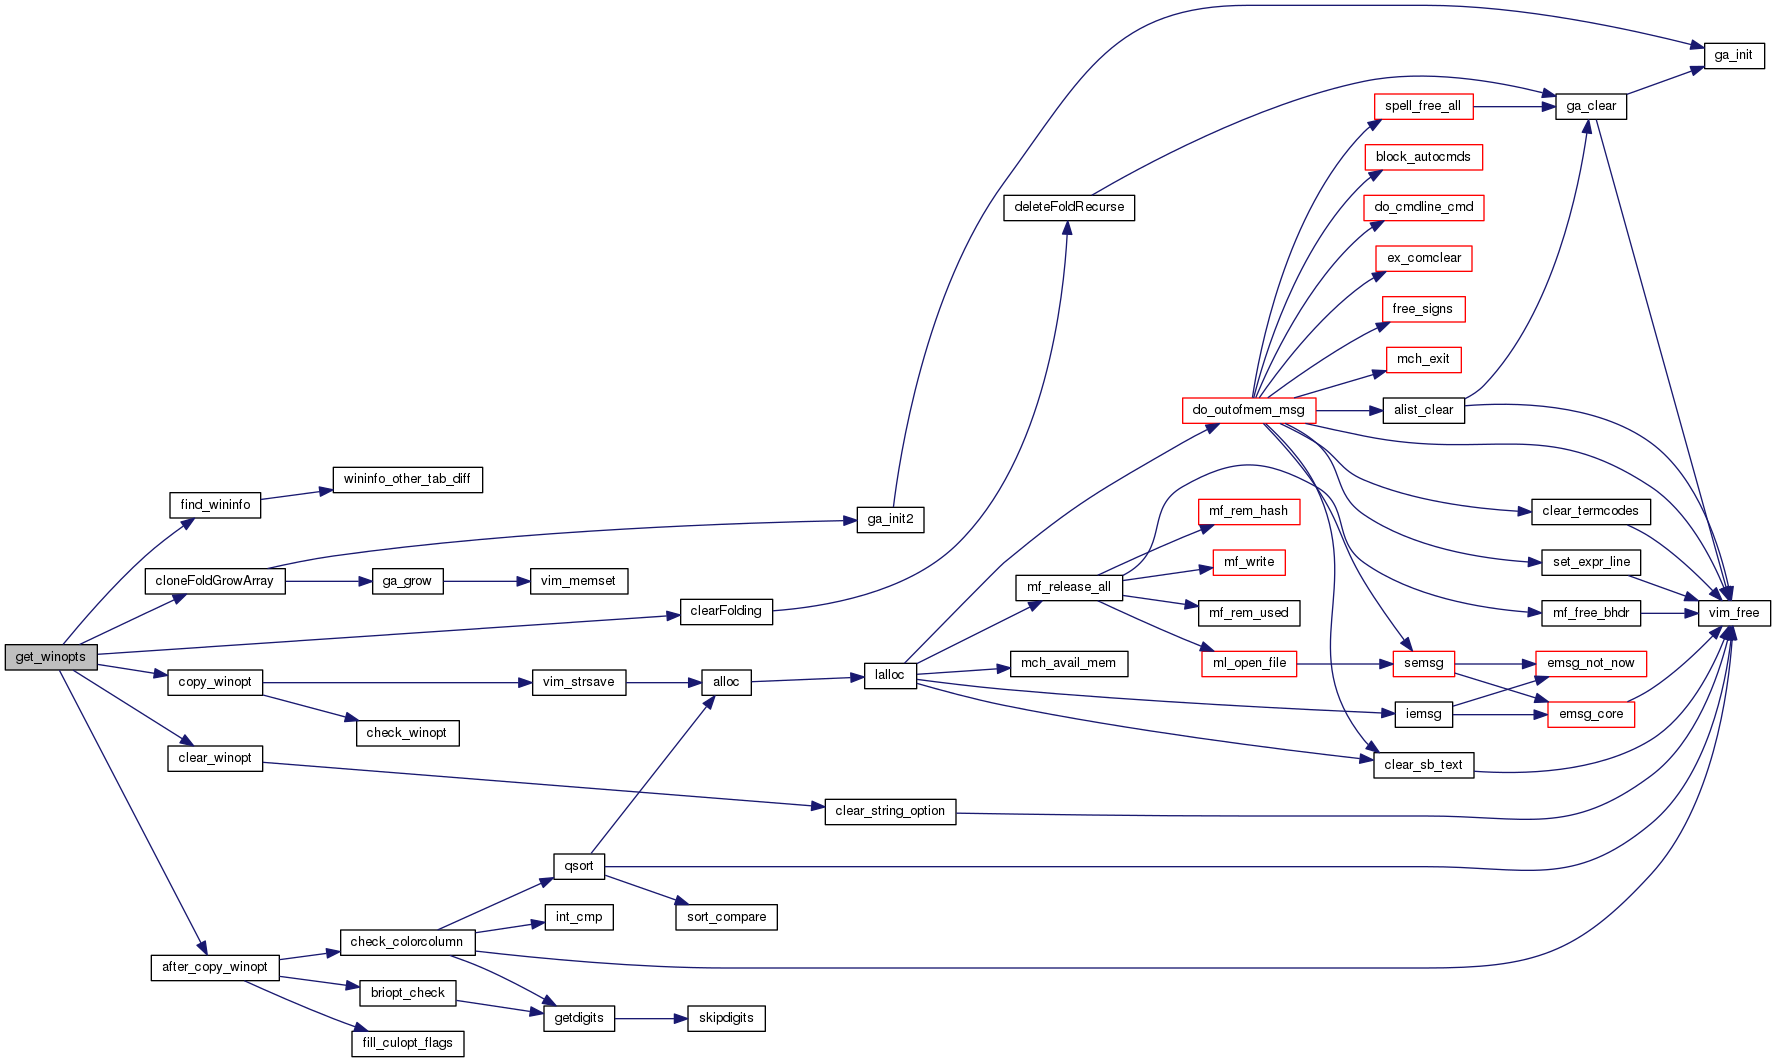 ga_init
spell_free_all
ga_clear
block_autocmds
deleteFoldRecurse
do_cmdline_cmd
ex_comclear
free_signs
mch_exit
do_outofmem_msg
alist_clear
wininfo_other_tab_diff
find_wininfo
ga_init2
mf_rem_hash
clear_termcodes
mf_write
set_expr_line
cloneFoldGrowArray
ga_grow
vim_memset
mf_release_all
clearFolding
mf_rem_used
mf_free_bhdr
vim_free
get_winopts
mch_avail_mem
ml_open_file
semsg
emsg_not_now
copy_winopt
vim_strsave
alloc
lalloc
iemsg
emsg_core
check_winopt
clear_winopt
clear_sb_text
clear_string_option
qsort
int_cmp
sort_compare
check_colorcolumn
after_copy_winopt
briopt_check
getdigits
skipdigits
fill_culopt_flags